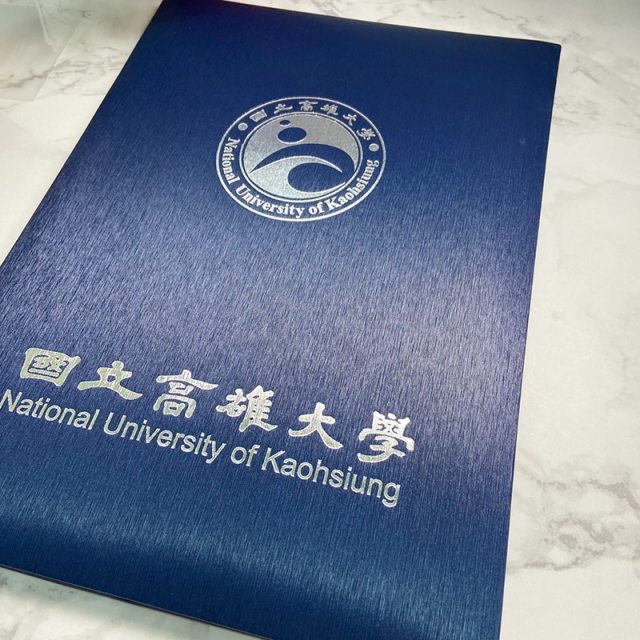 國立高雄大學
National University of Kaohsiung
國立高雄大學
National University of Kaohsiung